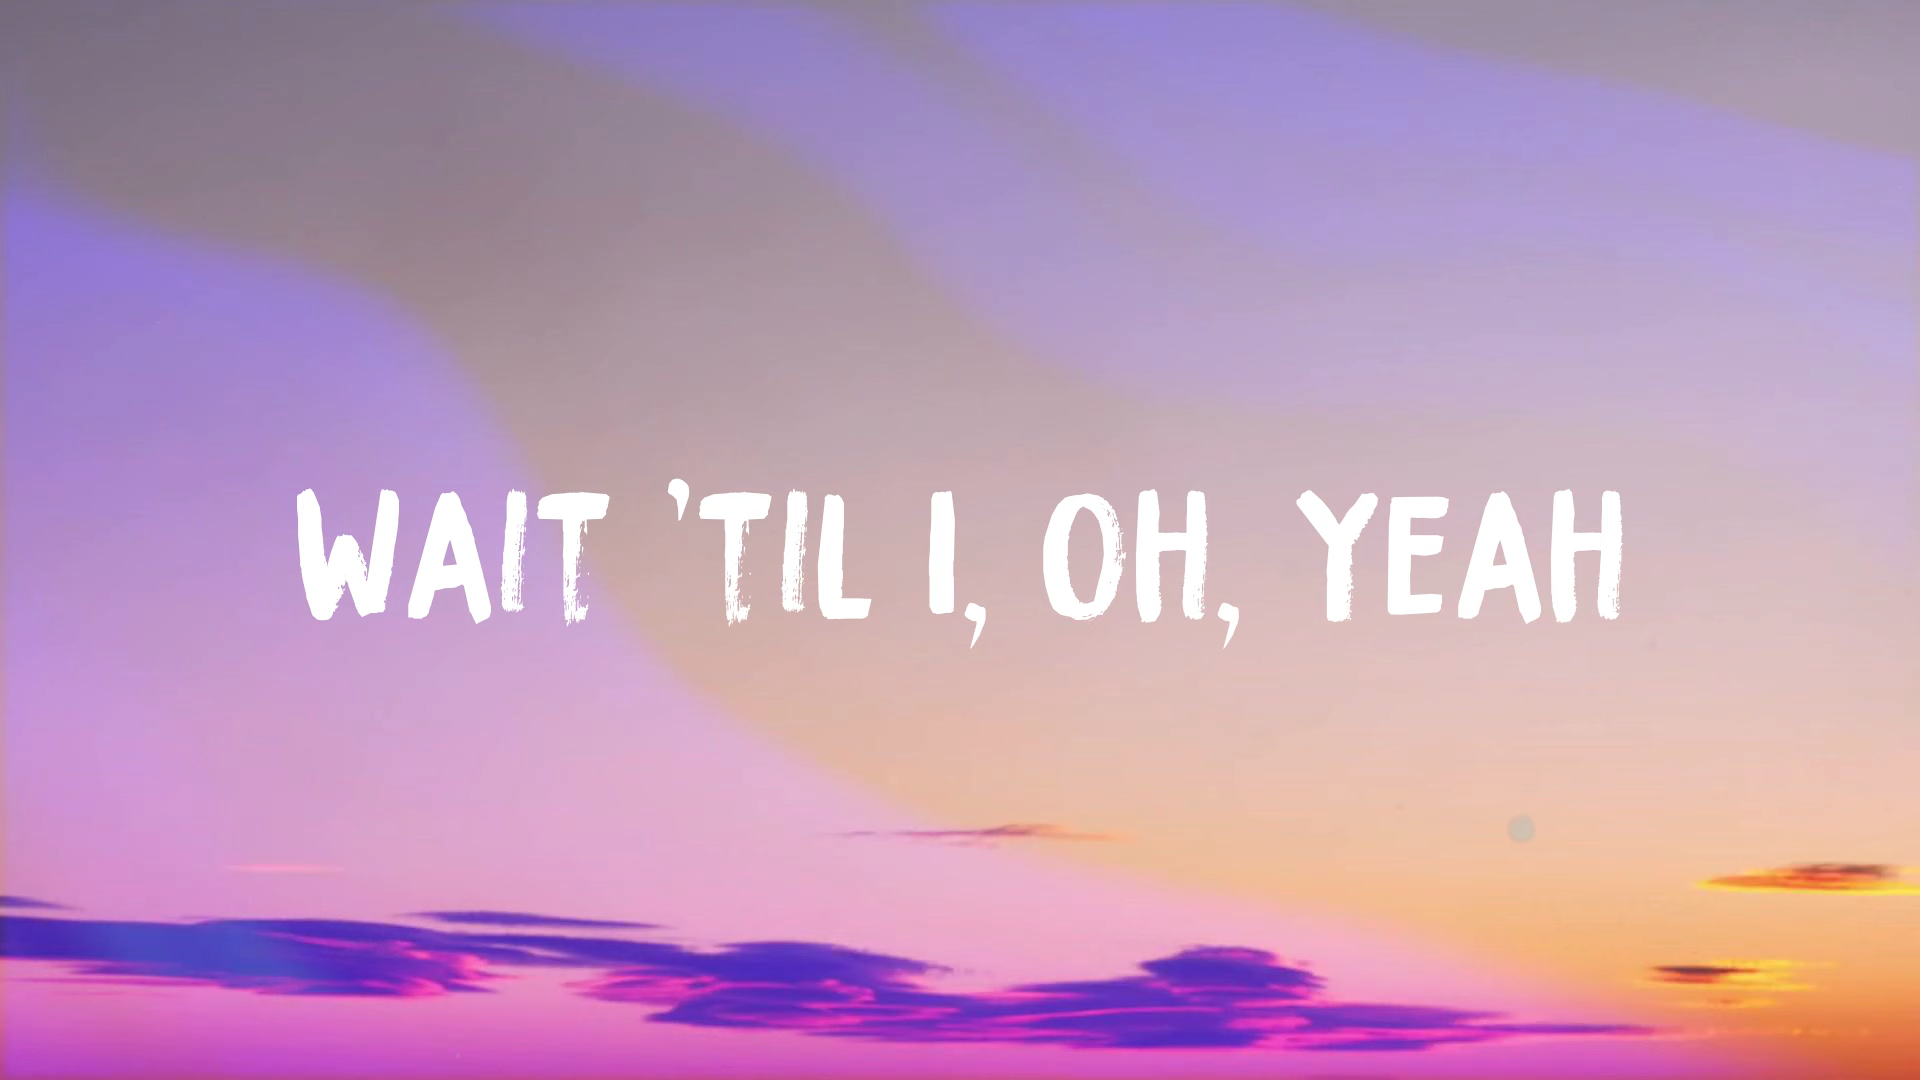 WAIT ’TIL I, OH, YEAH